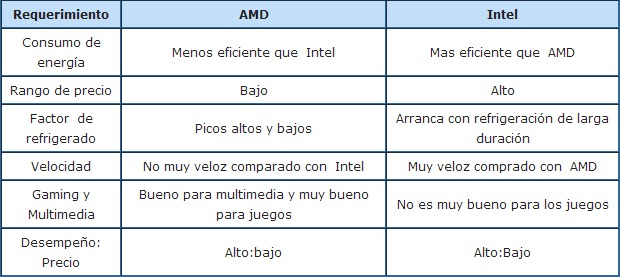 Requerimiento AMD Intel
Consumo de
energía
Menos eficiente que Intel
Mas eficiente que AMD
Rango de precio Bajo Alto
Factor de
refrigerado
Picos altos y bajos
Arranca con refrigeración de larga
duración
Velocidad No muy veloz comparado con Intel Muy veloz comprado con AMD
Gaming y
Multimedia
Bueno para multimedia y muy bueno
para juegos
No es muy bueno para los juegos
Desempeño:
Precio
Alto:bajo
Alto:Bajo